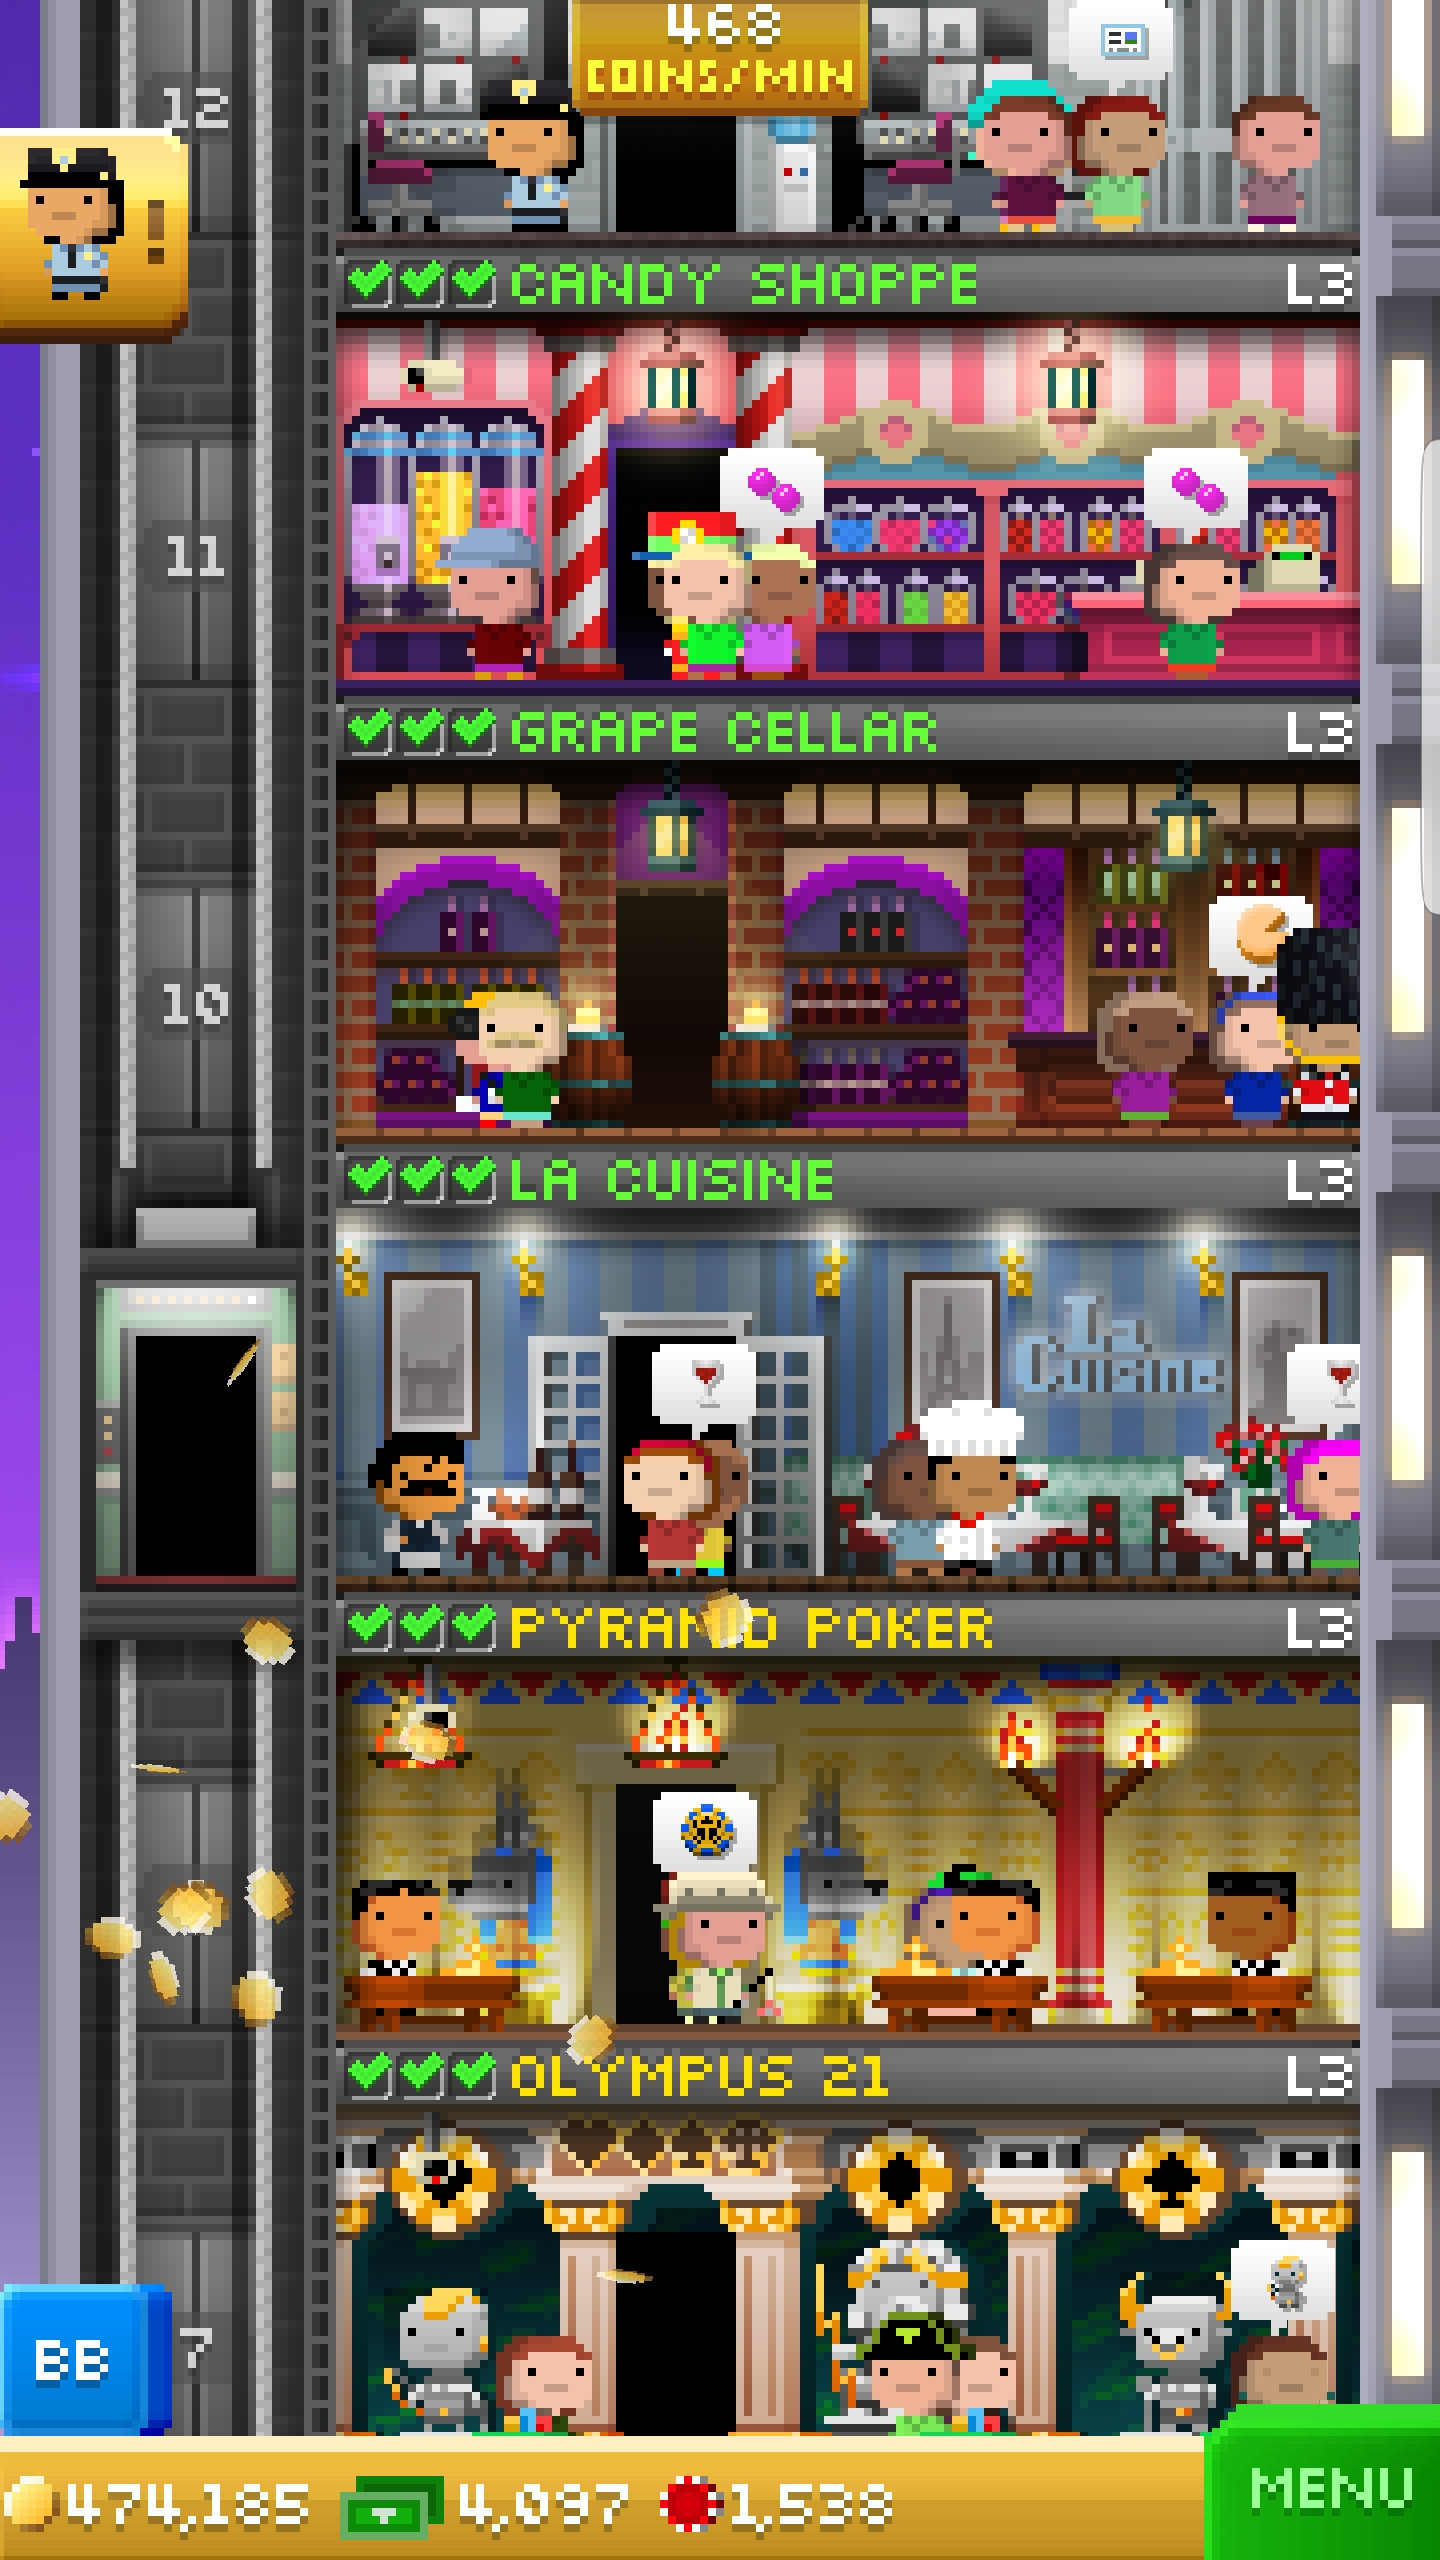 468
COINS/MIN
12
!
CANDY SHOPPE L3
11
GRAPE CELLAR L3
10
LA CUISINE L3
La
Cuisine
PYRAMID POKER L3
OLYMPUS 21 L3
7
BB
474,185 4,097 1,538
MENU